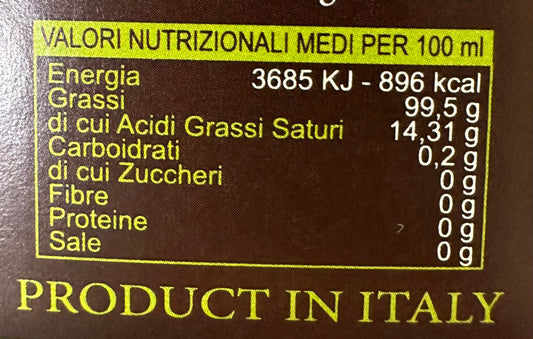 VALORI NUTRIZIONALI MEDI PER 100 ml
Energia 3685 KJ - 896 kcal
Grassi 99,5 g
di cui Acidi Grassi Saturi 14,31 g
Carboidrati 0,2 g
di cui Zuccheri 0 g
Fibre 0 g
Proteine 0 g
Sale 0 g
PRODUCT IN ITALY